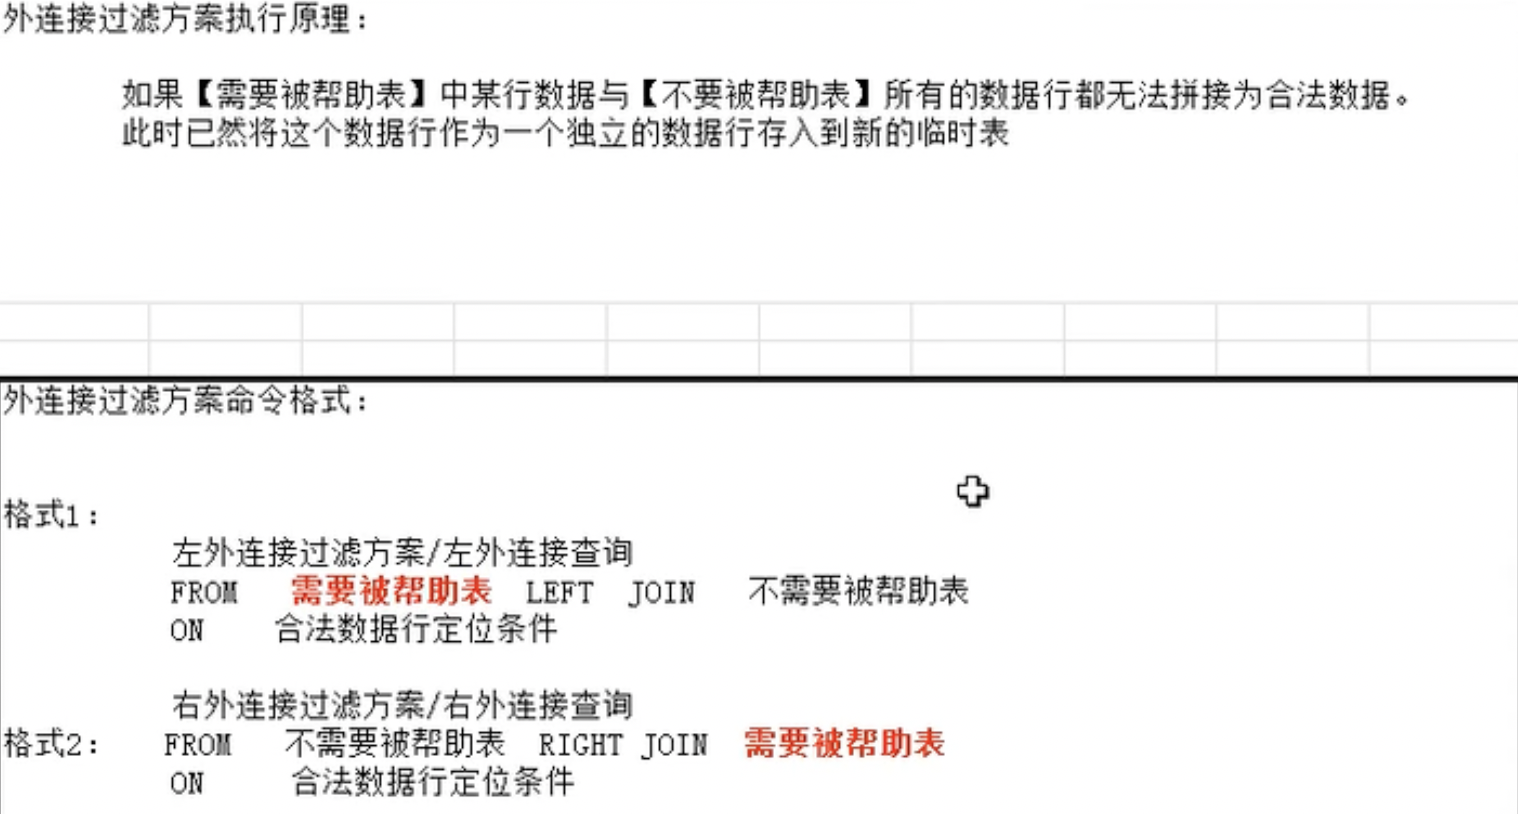 外连接过滤方案执行原理：
如果【需要被帮助表】中某行数据与【不要被帮助表】所有的数据行都无法拼接为合法数据。
此时已然将这个数据行作为一个独立的数据行存入到新的临时表
外连接过滤方案命令格式：
格式1：
左外连接过滤方案/左外连接查询
FROM 需要被帮助表 LEFT JOIN 不需要被帮助表
ON 合法数据行定位条件
右外连接过滤方案/右外连接查询
格式2： FROM 不需要被帮助表 RIGHT JOIN 需要被帮助表
ON 合法数据行定位条件